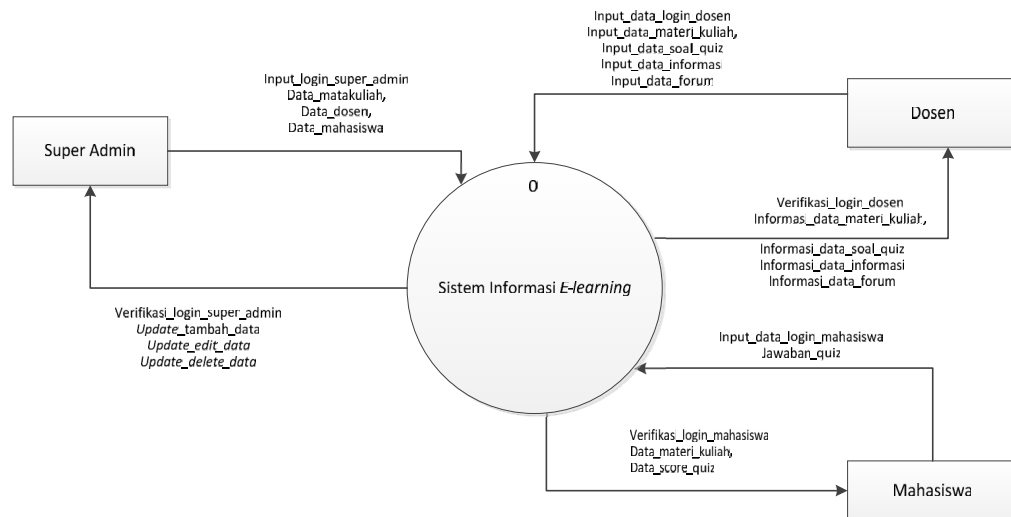 Input_data_login_dosen
Input_data_materi_kuliah,
Input_data_soal_quiz
Input_data_informasi
Input_data_forum
Input_login_super_admin
Data_matakuliah,
Data_dosen,
Data_mahasiswa
Dosen
Super Admin
0
Verifikasi_login_dosen
Informasi_data_materi_kuliah,
Informasi_data_soal_quiz
Informasi_data_informasi
Informasi_data_forum
Sistem Informasi E-learning
Verifikasi_login_super_admin
Update_tambah_data
Update_edit_data
Update_delete_data
Input_data_login_mahasiswa
Jawaban_quiz
Verifikasi_login_mahasiswa
Data_materi_kuliah,
Data_score_quiz
Mahasiswa